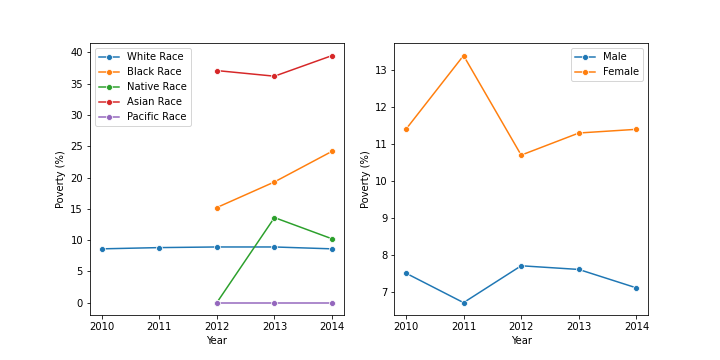 White Race
Black Race
Native Race
Asian Race
Pacific Race
40
35
30
25
20
15
10
5
0
Poverty (%)
2010 2011 2012 2013 2014
Year
Male
Female
13
12
11
10
9
8
7
Poverty (%)
2010 2011 2012 2013 2014
Year